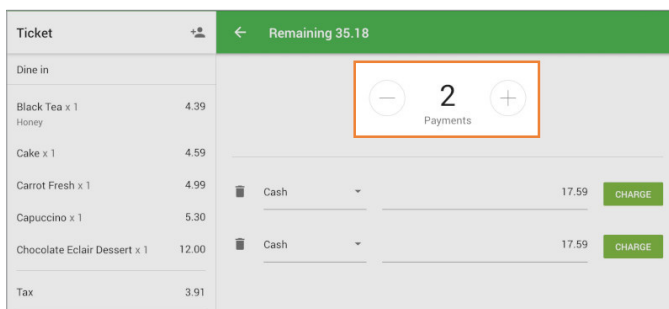 Ticket
Dine in
Black Tea x 1 4.39
Honey
Cake x 1 4.59
Carrot Fresh x 1 4.99
Capuccino x 1 5.30
Chocolate Eclair Dessert x 1 12.00
Tax 3.91
Remaining 35.18
2
Payments
Cash 17.59 CHARGE
Cash 17.59 CHARGE